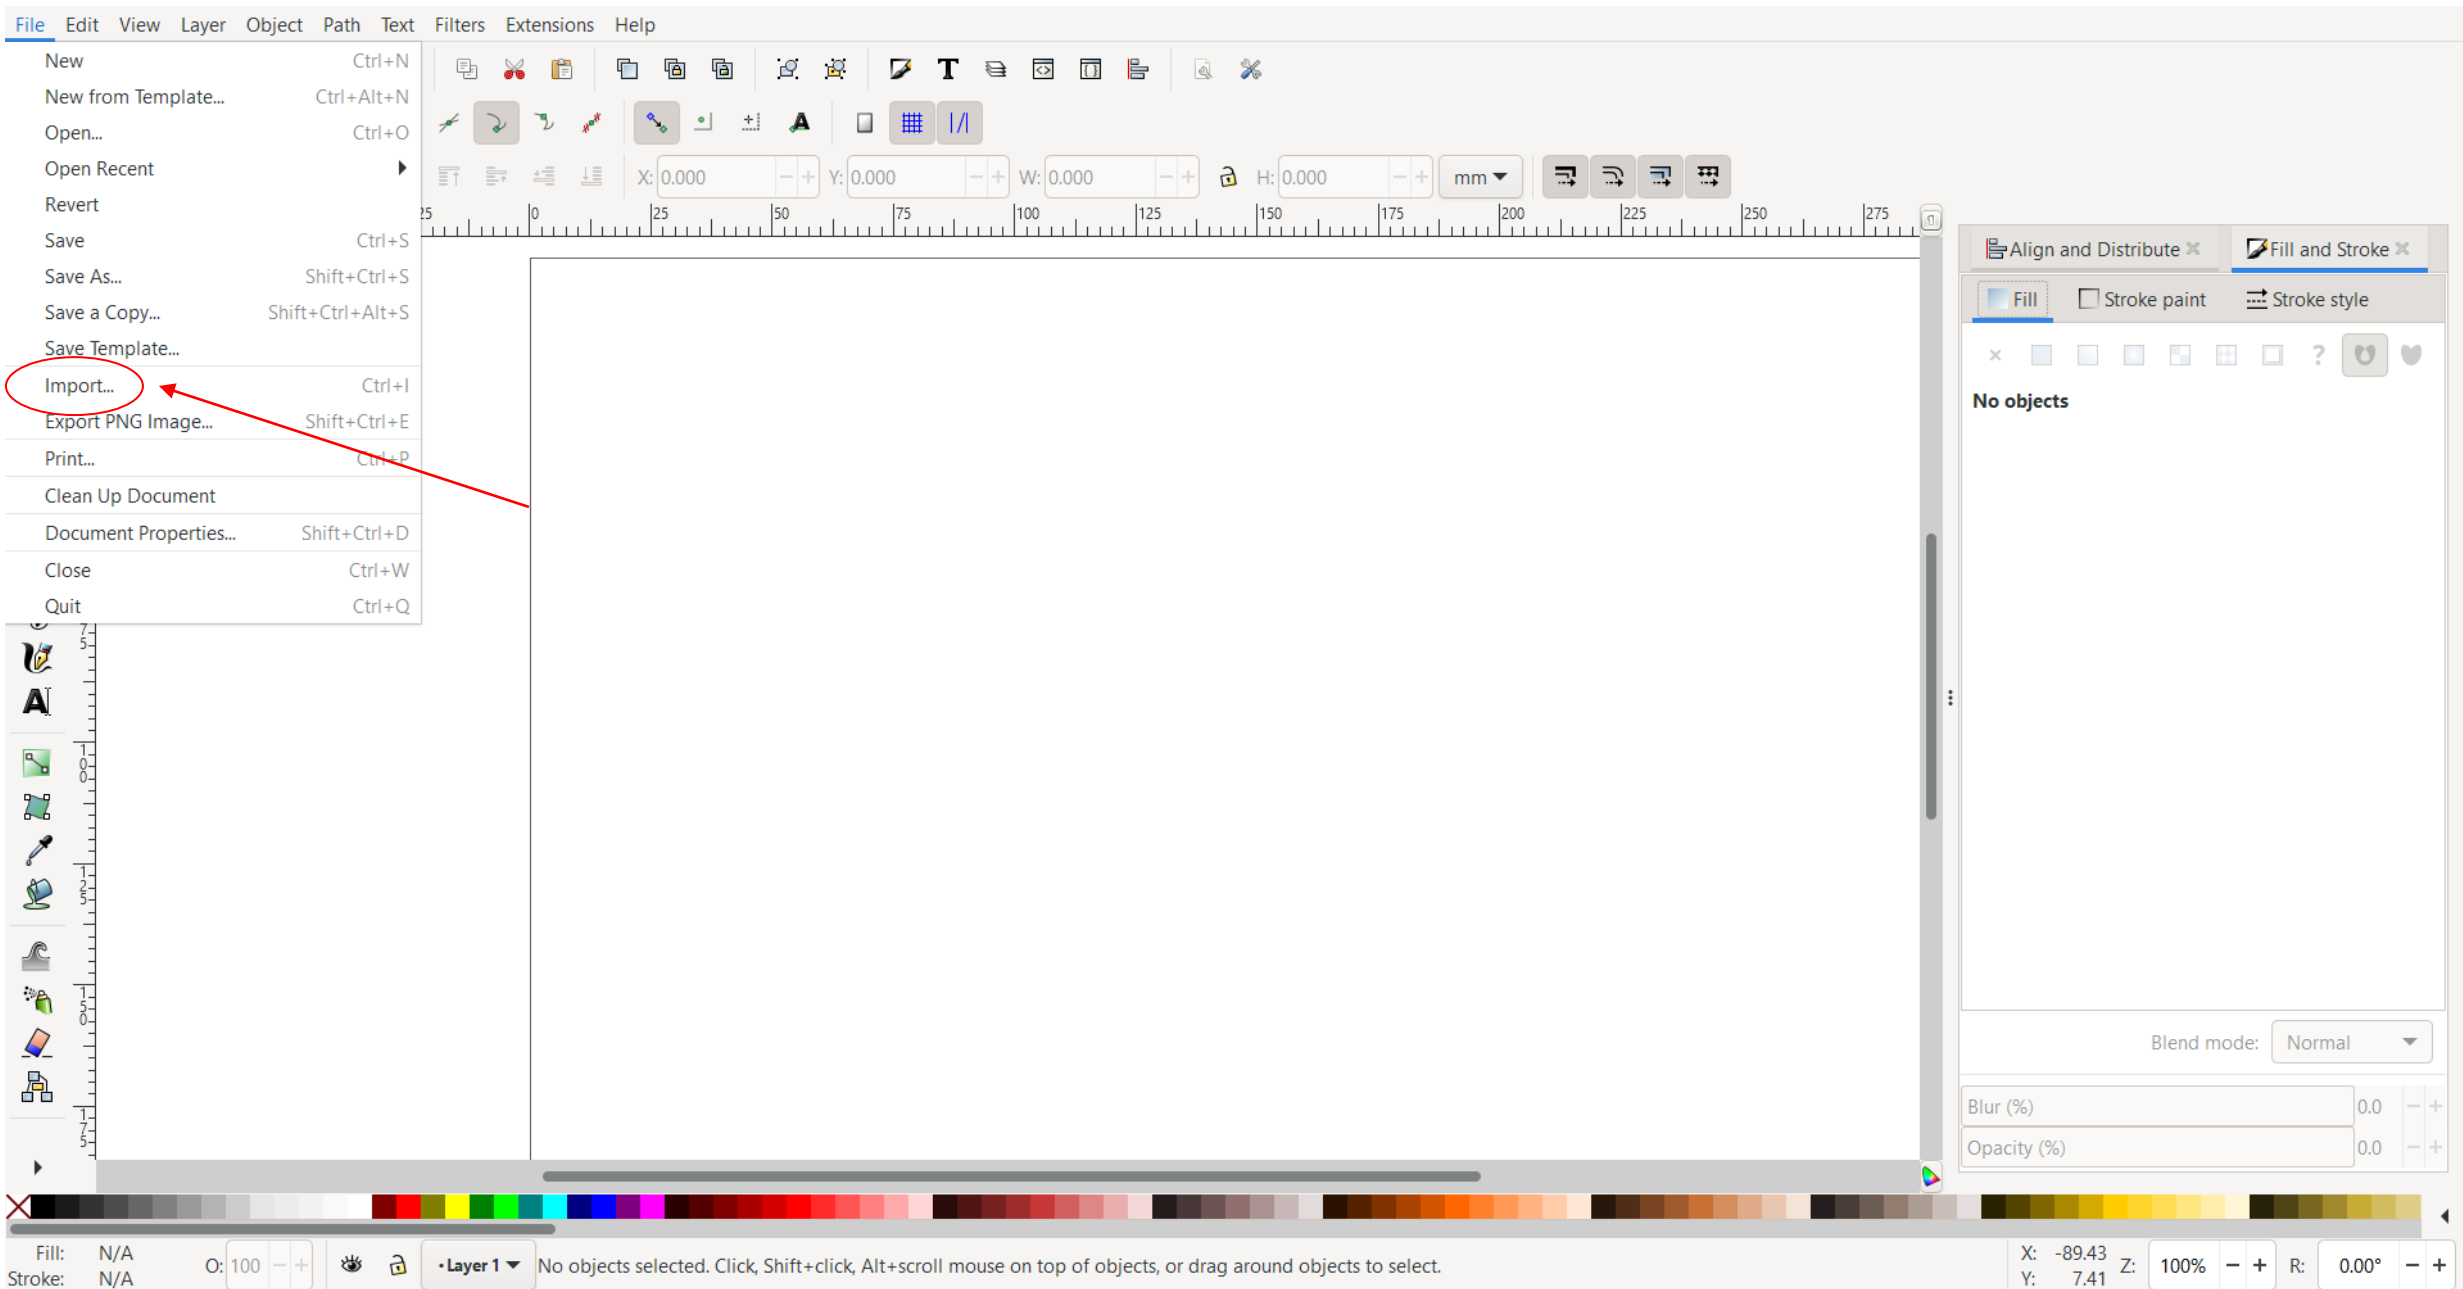 File Edit View Layer Object Path Text Filters Extensions Help
New Ctrl+N
New from Template... Ctrl+Alt+N
Open... Ctrl+O
Open Recent
Revert
Save Ctrl+S
Save As... Shift+Ctrl+S
Save a Copy... Shift+Ctrl+Alt+S
Save Template...
Import... Ctrl+I
Export PNG Image... Shift+Ctrl+E
Print... Ctrl+P
Clean Up Document
Document Properties... Shift+Ctrl+D
Close Ctrl+W
Quit Ctrl+Q
X: 0.000 Y: 0.000 W: 0.000 H: 0.000 mm
25 0 25 50 75 100 125 150 175 200 225 250 275
75
100
125
150
175
Align and Distribute Fill and Stroke
Fill Stroke paint Stroke style
?
No objects
Blend mode: Normal
Blur (%) 0.0
Opacity (%) 0.0
Fill: N/A
Stroke: N/A
O: 100
• Layer 1
No objects selected. Click, Shift+click, Alt+scroll mouse on top of objects, or drag around objects to select.
X: -89.43
Y: 7.41
Z: 100% R: 0.00°